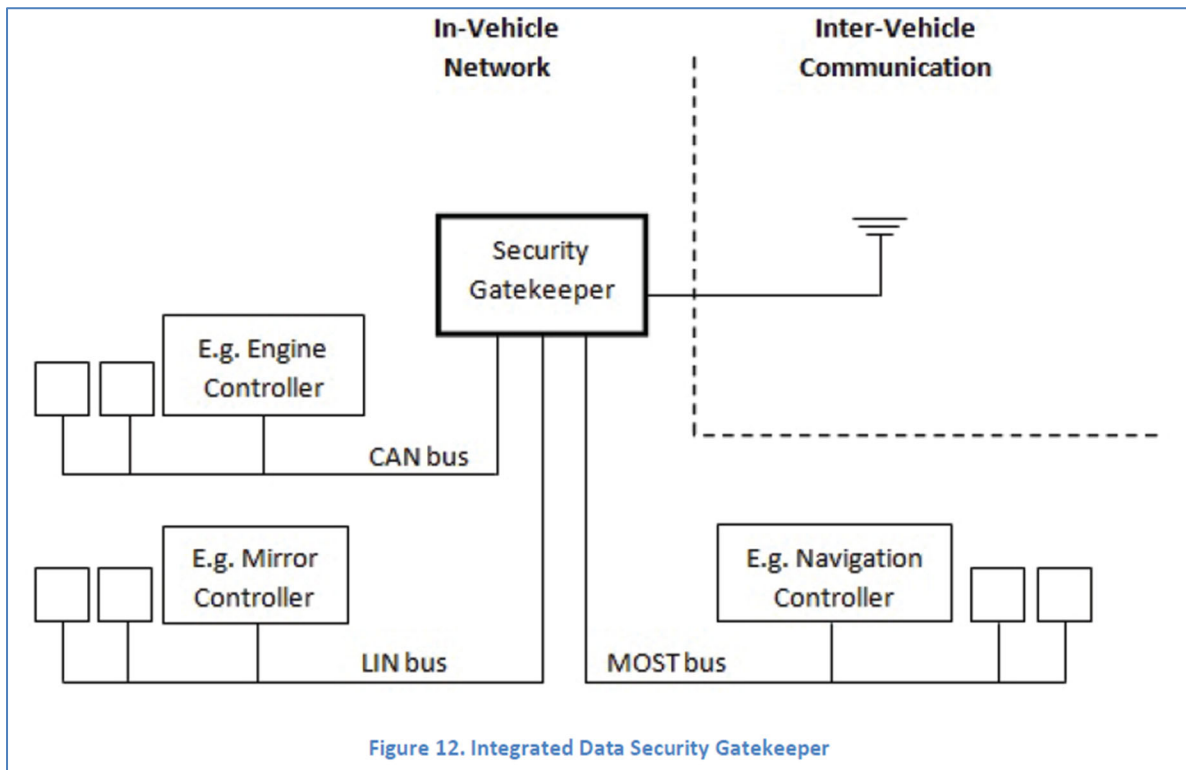 In-Vehicle
Network
Inter-Vehicle
Communication
Security
Gatekeeper
E.g. Engine
Controller
CAN bus
E.g. Mirror
Controller
LIN bus
E.g. Navigation
Controller
MOST bus
Figure 12. Integrated Data Security Gatekeeper